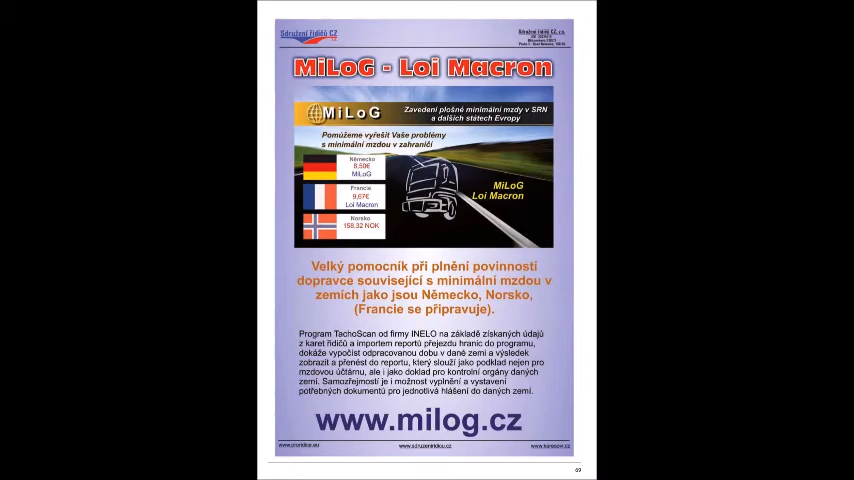 Sdružení řidičů CZ
Sdružení řidičů CZ, z.s.
MiLoG - Loi Macron
MiLoG
Zavedení plošné minimální mzdy v SRN
a dalších státech Evropy
Pomůžeme vyřešit Vaše problémy
s minimální mzdou v zahraničí
Německo
8,50€
MiLoG
Francie
9,67€
Loi Macron
Norsko
158,32 NOK
MiLoG
Loi Macron
Velký pomocník při plnění povinností
dopravce související s minimální mzdou v
zemích jako jsou Německo, Norsko,
(Francie se připravuje).
Program TachoScan od firmy INELO na základě získaných údajů
z karet řidičů a importem reportů přejezdu hranic do programu,
dokáže vypočíst odpracovanou dobu v dané zemi a výsledek
zobrazit a přenést do reportu, který slouží jako podklad nejen pro
mzdovou účtárnu, ale i jako doklad pro kontrolní orgány daných
zemí. Samozřejmostí je i možnost vyplnění a vystavení
potřebných dokumentů pro jednotlivá hlášení do daných zemí.
www.milog.cz
www.proridice.eu
www.sdruzeniridicu.cz
69